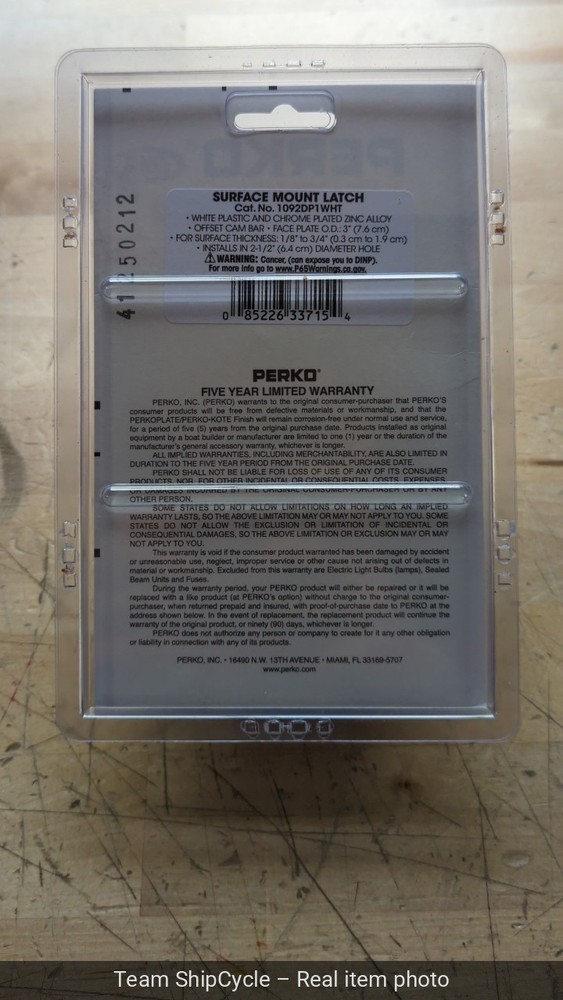 SURFACE MOUNT LATCH
Cat. No. 1092DP1WHT
• WHITE PLASTIC AND CHROME PLATED ZINC ALLOY
• OFFSET CAM BAR • FACE PLATE O.D.: 3" (7.6 cm)
• FOR SURFACE THICKNESS: 1/8" to 3/4" (0.3 cm to 1.9 cm)
• INSTALLS IN 2-1/2" (6.4 cm) DIAMETER HOLE
⚠WARNING: Cancer, (can expose you to DINP).
For more info go to www.P65Warnings.ca.gov.
0 85226 33715 4
PERKO®
FIVE YEAR LIMITED WARRANTY
PERKO, INC. (PERKO) warrants to the original consumer-purchaser that PERKO'S
consumer products will be free from defective materials or workmanship, and that the
PERKOPLATE/PERKO-KOTE Finish will remain corrosion-free under normal use and service,
for a period of five (5) years from the original purchase date. Products installed as original
equipment by a boat builder or manufacturer are limited to one (1) year or the duration of the
manufacturer's general accessory warranty, whichever is longer.
ALL IMPLIED WARRANTIES, INCLUDING MERCHANTABILITY, ARE ALSO LIMITED IN
DURATION TO THE FIVE YEAR PERIOD FROM THE ORIGINAL PURCHASE DATE.
PERKO SHALL NOT BE LIABLE FOR LOSS OF USE OF ANY OF ITS CONSUMER
PRODUCTS, NOR FOR OTHER INCIDENTAL OR CONSEQUENTIAL COSTS, EXPENSES
OR DAMAGES INCURRED BY THE ORIGINAL CONSUMER-PURCHASER OR BY ANY
OTHER PERSON.
SOME STATES DO NOT ALLOW LIMITATIONS ON HOW LONG AN IMPLIED
WARRANTY LASTS, SO THE ABOVE LIMITATION MAY OR MAY NOT APPLY TO YOU. SOME
STATES DO NOT ALLOW THE EXCLUSION OR LIMITATION OF INCIDENTAL OR
CONSEQUENTIAL DAMAGES, SO THE ABOVE LIMITATION OR EXCLUSION MAY OR MAY
NOT APPLY TO YOU.
This warranty is void if the consumer product warranted has been damaged by accident
or unreasonable use, neglect, improper service or other cause not arising out of defects in
material or workmanship. Excluded from this warranty are Electric Light Bulbs (lamps), Sealed
Beam Units and Fuses.
During the warranty period, your PERKO product will either be repaired or it will be
replaced with a like product (at PERKO's option) without charge to the original consumer-
purchaser, when returned prepaid and insured, with proof-of-purchase date to PERKO at the
address shown below. In the event of replacement, the replacement product will continue the
warranty of the original product, or ninety (90) days, whichever is longer.
PERKO does not authorize any person or company to create for it any other obligation
or liability in connection with any of its products.
PERKO, INC. • 16490 N.W. 13TH AVENUE • MIAMI, FL 33169-5707
www.perko.com
Team ShipCycle – Real item photo